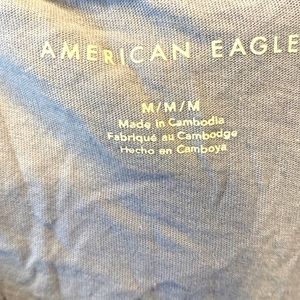 AMERICAN EAGLE
M/M/M
Made in Cambodia
Fabriqué au Cambodge
Hecho en Camboya